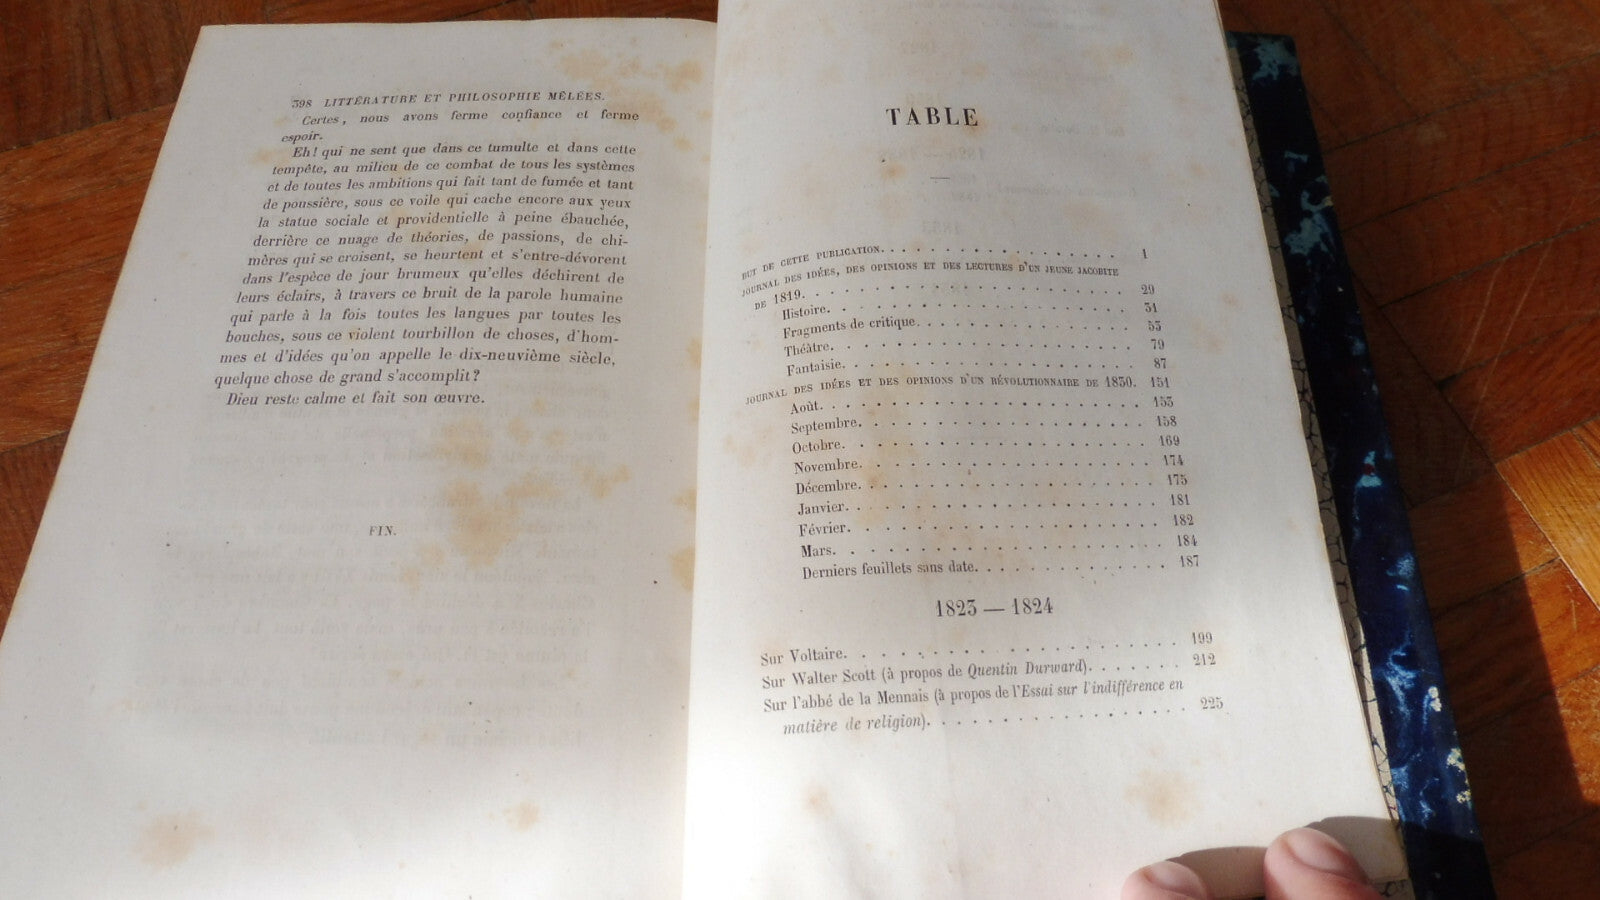 398 LITTÉRATURE ET PHILOSOPHIE MÊLÉES.
Certes, nous avons ferme confiance et ferme
espoir.
Eh! qui ne sent que dans ce tumulte et dans cette
tempête, au milieu de ce combat de tous les systèmes
et de toutes les ambitions qui fait tant de fumée et tant
de poussière, sous ce voile qui cache encore aux yeux
la statue sociale et providentielle à peine ébauchée,
derrière ce nuage de théories, de passions, de chi-
mères qui se croisent, se heurtent et s'entre-dévorent
dans l'espèce de jour brumeux qu'elles déchirent de
leurs éclairs, à travers ce bruit de la parole humaine
qui parle à la fois toutes les langues par toutes les
bouches, sous ce violent tourbillon de choses, d'hom-
mes et d'idées qu'on appelle le dix-neuvième siècle,
quelque chose de grand s'accomplit?
Dieu reste calme et fait son œuvre.
FIN.
TABLE
BUT DE CETTE PUBLICATION. . . . . . . . . . . . . . . 1
JOURNAL DES IDÉES, DES OPINIONS ET DES LECTURES D'UN JEUNE JACOBITE
DE 1819. . . . . . . . . . . . . . . . . . . . 29
Histoire. . . . . . . . . . . . . . . . . . . 31
Fragments de critique. . . . . . . . . . . . . . 53
Théâtre. . . . . . . . . . . . . . . . . . . 79
Fantaisie. . . . . . . . . . . . . . . . . . 87
JOURNAL DES IDÉES ET DES OPINIONS D'UN RÉVOLUTIONNAIRE DE 1830. 151
Août. . . . . . . . . . . . . . . . . . . . 153
Septembre. . . . . . . . . . . . . . . . . . 158
Octobre. . . . . . . . . . . . . . . . . . . 169
Novembre. . . . . . . . . . . . . . . . . . 174
Décembre. . . . . . . . . . . . . . . . . . 175
Janvier. . . . . . . . . . . . . . . . . . . 181
Février. . . . . . . . . . . . . . . . . . . 182
Mars. . . . . . . . . . . . . . . . . . . . 184
Derniers feuillets sans date. . . . . . . . . . . . 187
1823 — 1824
Sur Voltaire. . . . . . . . . . . . . . . . . . . 199
Sur Walter Scott (à propos de Quentin Durward). . . . . . . 212
Sur l'abbé de la Mennais (à propos de l'Essai sur l'indifférence en
matière de religion). . . . . . . . . . . . . . . . 225